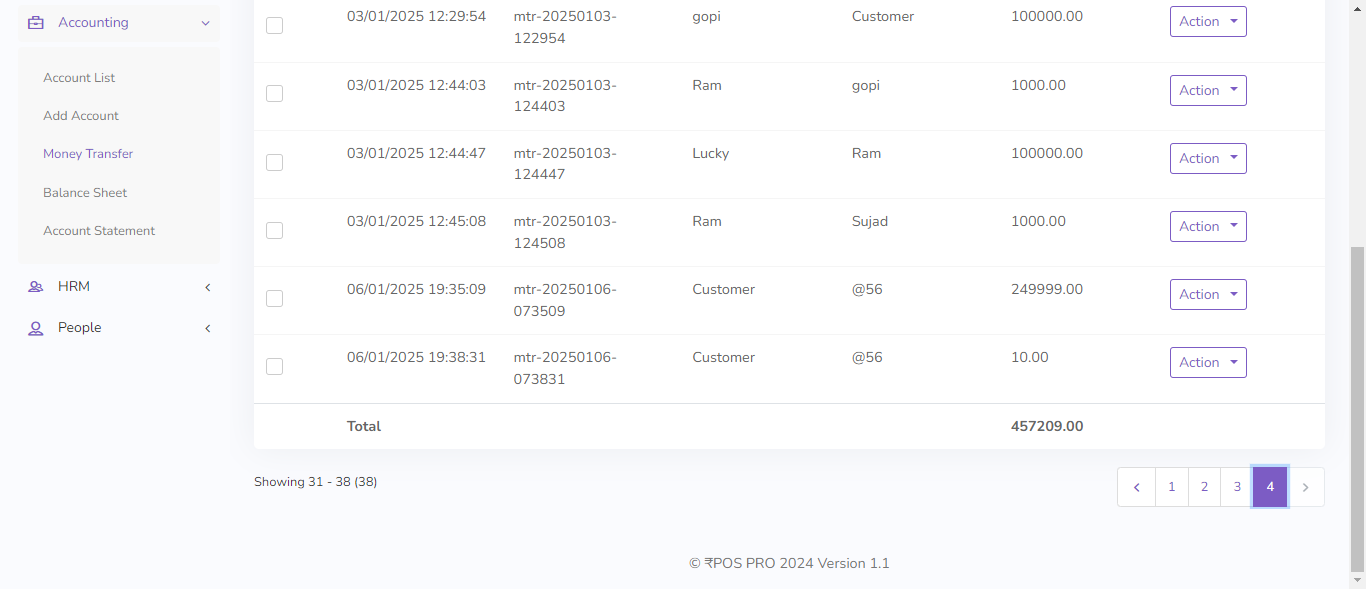 Accounting
Account List
Add Account
Money Transfer
Balance Sheet
Account Statement
HRM
People
03/01/2025 12:29:54 mtr-20250103- gopi Customer 100000.00 Action
122954
03/01/2025 12:44:03 mtr-20250103- Ram gopi 1000.00 Action
124403
03/01/2025 12:44:47 mtr-20250103- Lucky Ram 100000.00 Action
124447
03/01/2025 12:45:08 mtr-20250103- Ram Sujad 1000.00 Action
124508
06/01/2025 19:35:09 mtr-20250106- Customer @56 249999.00 Action
073509
06/01/2025 19:38:31 mtr-20250106- Customer @56 10.00 Action
073831
Total 457209.00
Showing 31 - 38 (38) 1 2 3 4
© ₹POS PRO 2024 Version 1.1